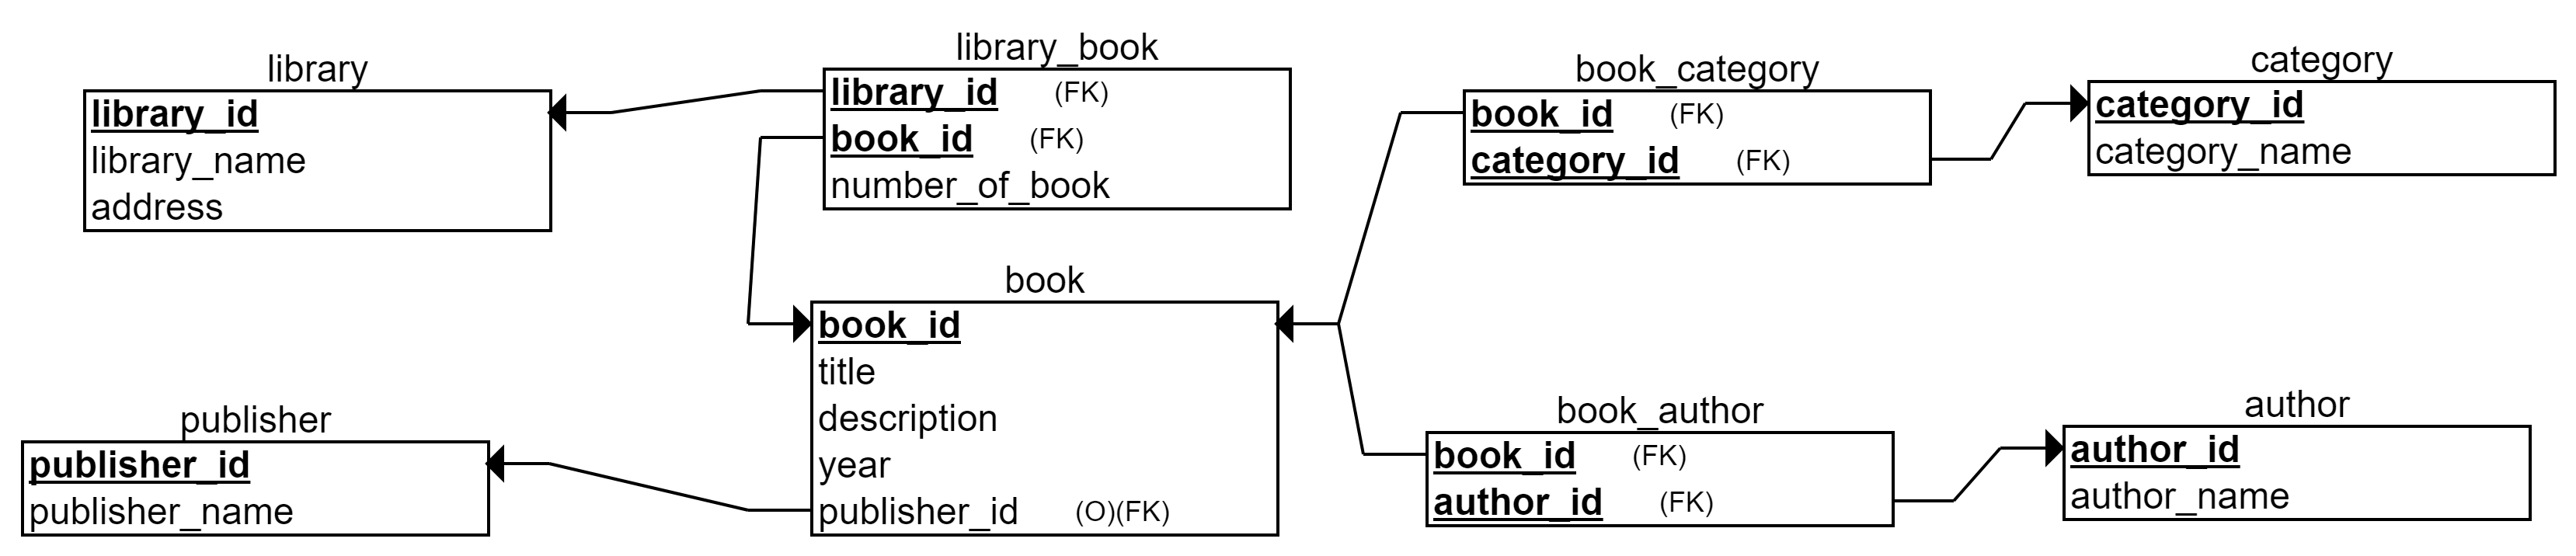 library
library_id
library_name
address
library_book
library_id (FK)
book_id (FK)
number_of_book
book_category
book_id (FK)
category_id (FK)
category
category_id
category_name
publisher
publisher_id
publisher_name
book
book_id
title
description
year
publisher_id (O)(FK)
book_author
book_id (FK)
author_id (FK)
author
author_id
author_name